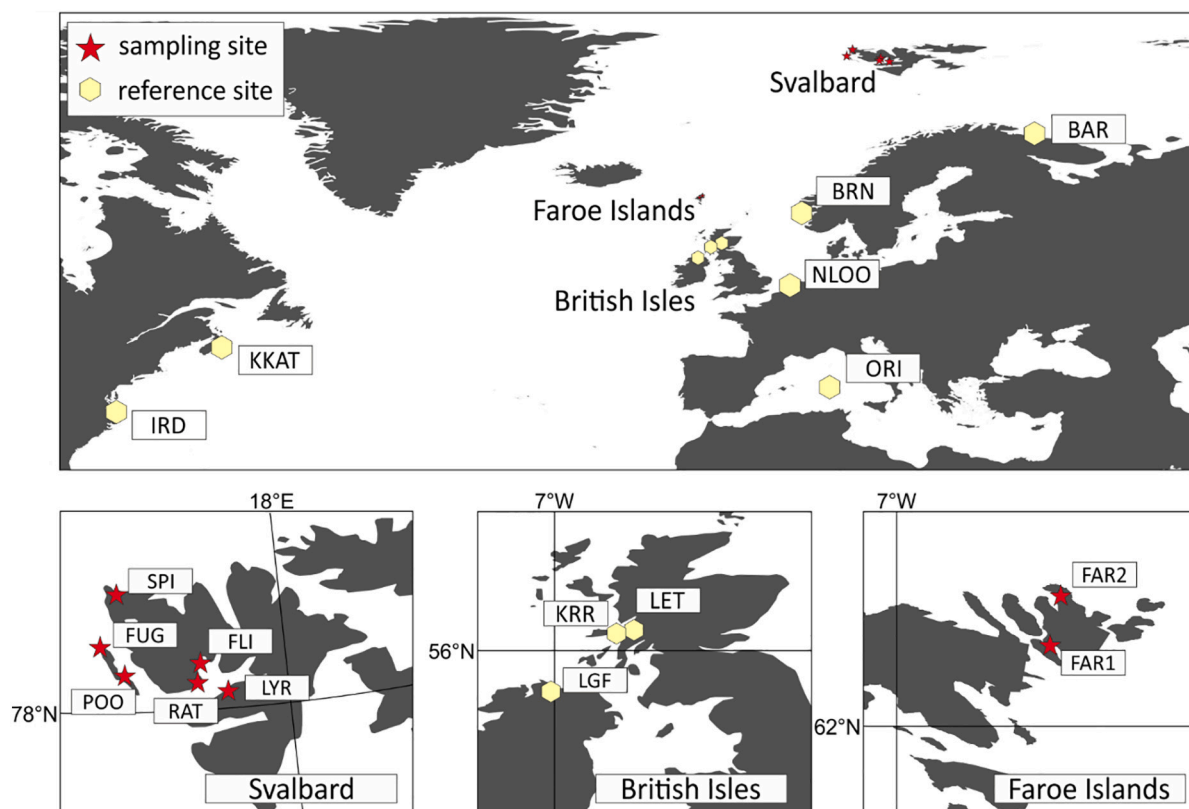 sampling site
reference site
Svalbard
BAR
BRN
Faroe Islands
NLOO
British Isles
KKAT
ORI
IRD
18°E
SPI
FUG
FLI
POO
RAT
LYR
78°N
Svalbard
7°W
KRR
LET
56°N
LGF
British Isles
7°W
FAR2
FAR1
62°N
Faroe Islands